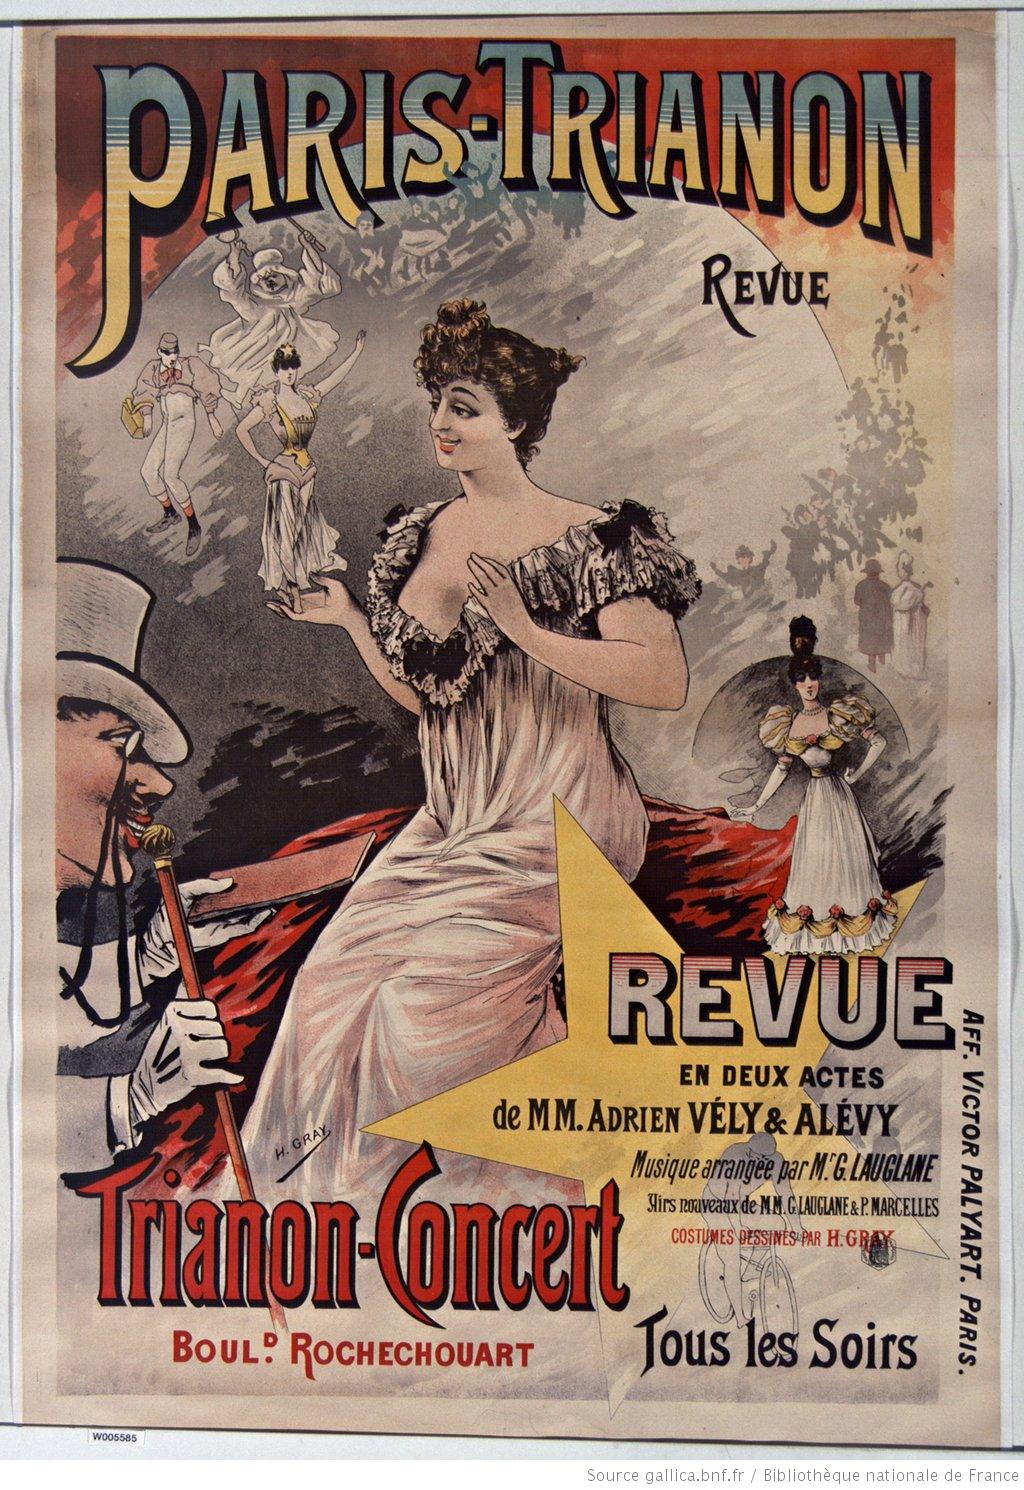 PARIS-TRIANON
REVUE
REVUE
EN DEUX ACTES
de MM. ADRIEN VÉLY & ALÉVY
Musique arrangée par Mr G. LAUGLANE
Airs nouveaux de MM. G. LAUGLANE & P. MARCELLES
COSTUMES DESSINÉS PAR H. GRAY
H. GRAY
Trianon-Concert
BOULD. ROCHECHOUART
Tous les Soirs
AFF. VICTOR PALYART. PARIS.
W005585
Source gallica.bnf.fr / Bibliothèque nationale de France